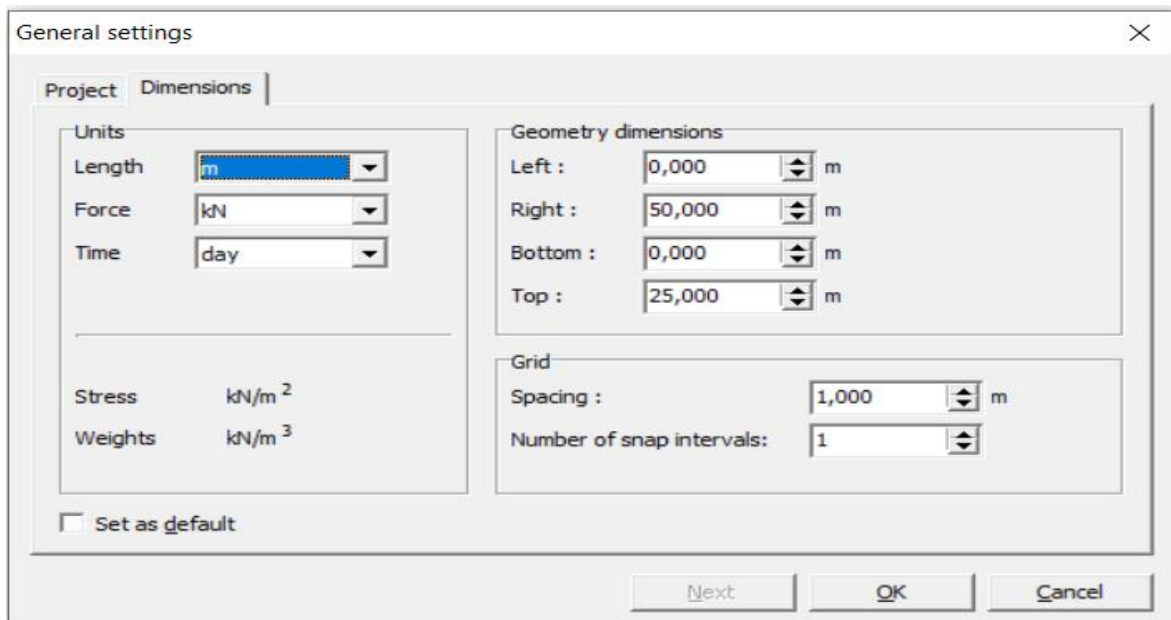 General settings
Project Dimensions
Units
Length m
Force kN
Time day
Stress kN/m²
Weights kN/m³
Geometry dimensions
Left : 0,000 m
Right : 50,000 m
Bottom : 0,000 m
Top : 25,000 m
Grid
Spacing : 1,000 m
Number of snap intervals: 1
Set as default
Next OK Cancel